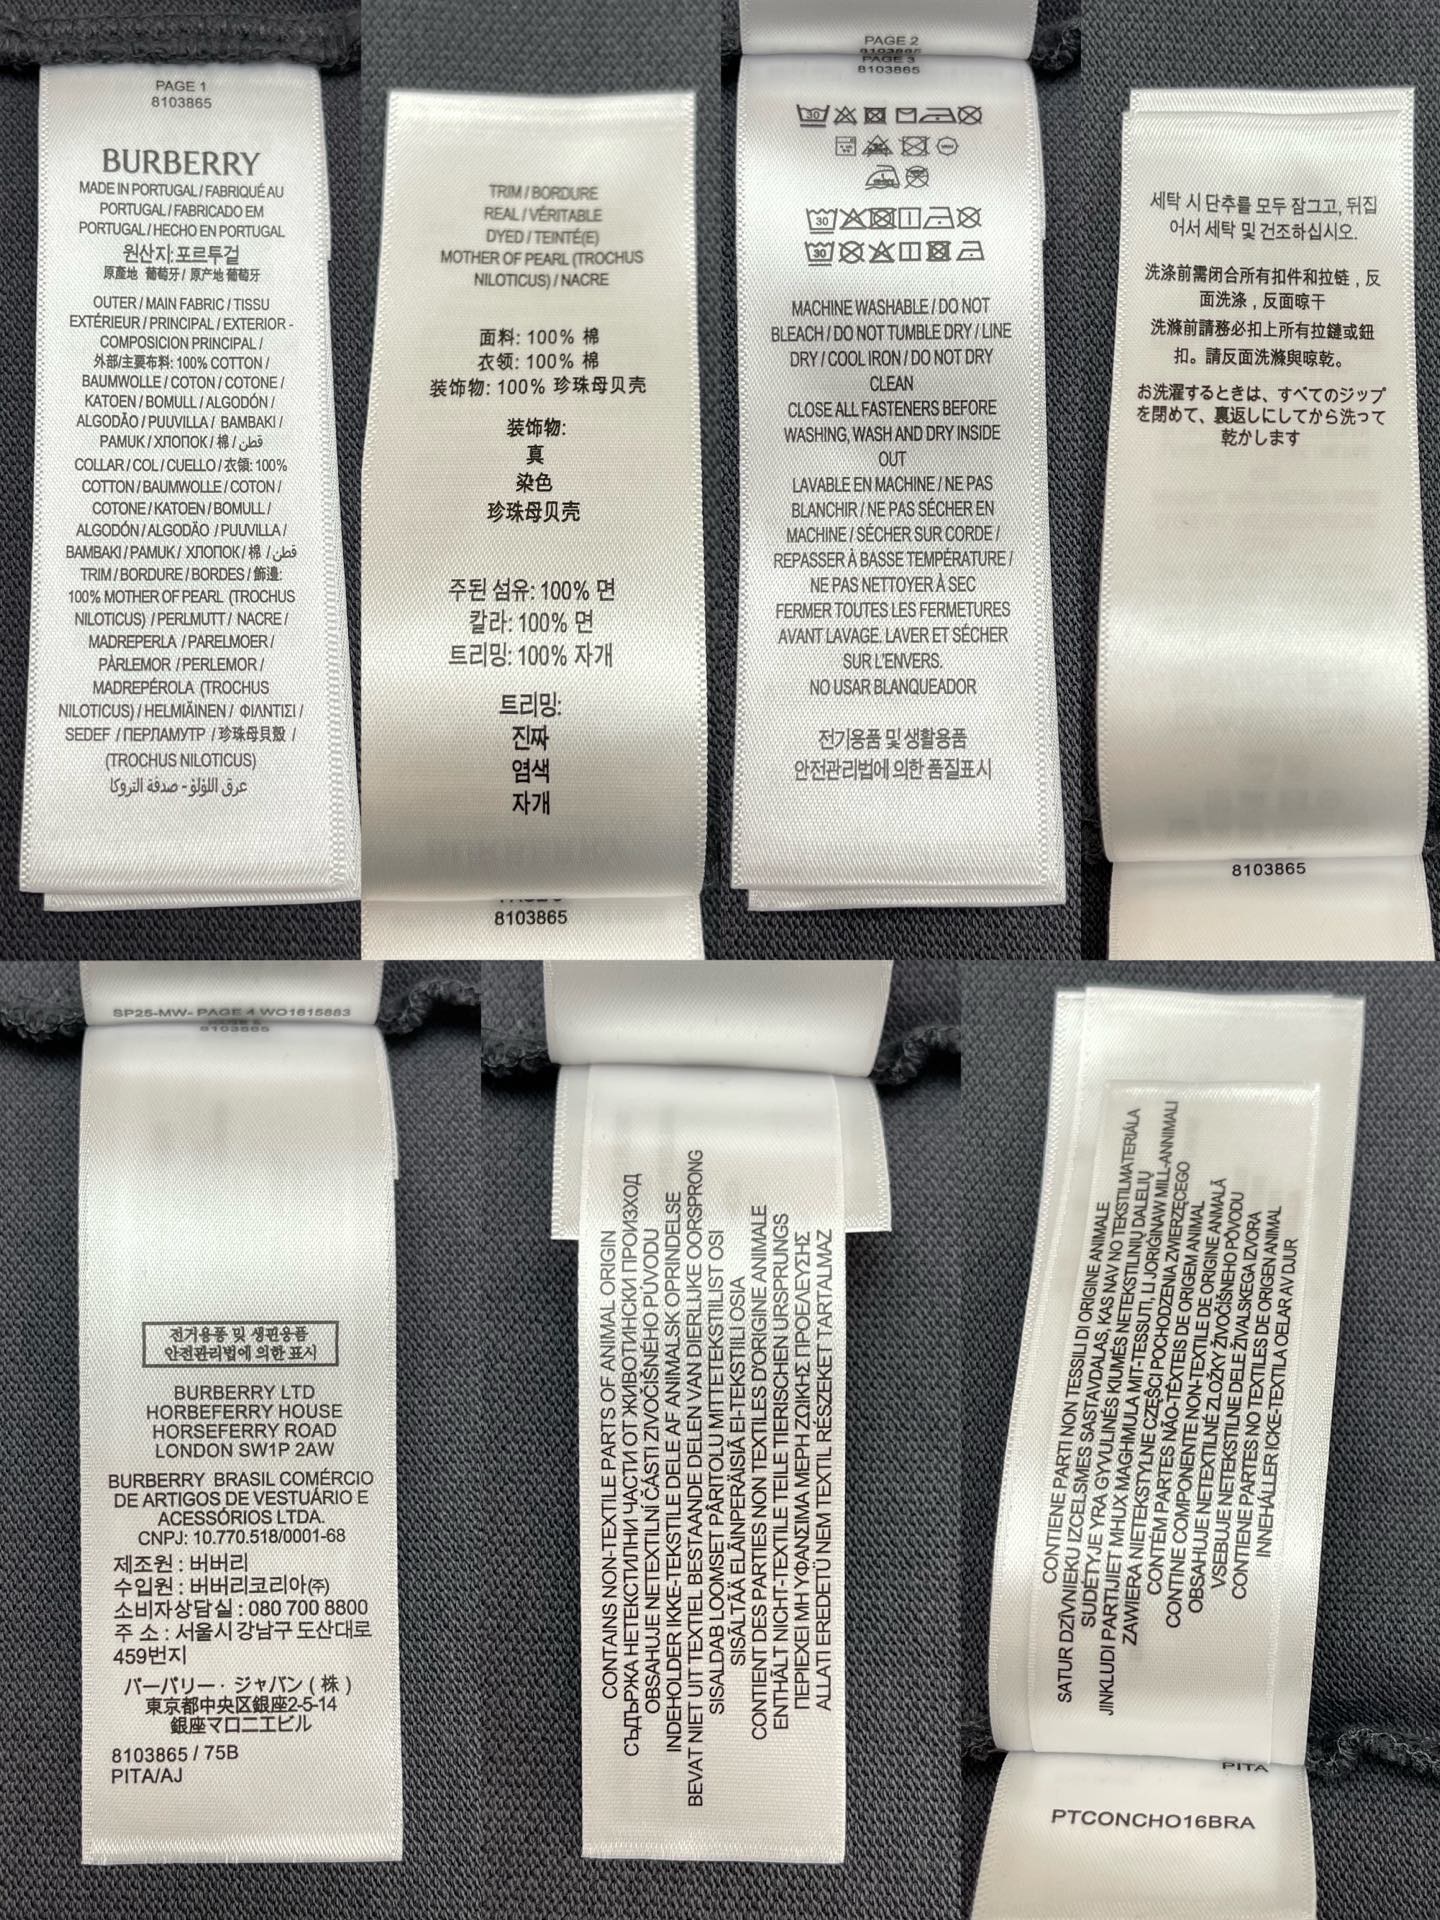 PAGE 1
8103865
BURBERRY
MADE IN PORTUGAL / FABRIQUÉ AU
PORTUGAL / FABRICADO EM
PORTUGAL / HECHO EN PORTUGAL
원산지: 포르투겉
原產地 葡萄牙 / 原产地 葡萄牙
OUTER / MAIN FABRIC / TISSU
EXTÉRIEUR / PRINCIPAL / EXTERIOR -
COMPOSICION PRINCIPAL /
外部/主要布料: 100% COTTON /
BAUMWOLLE / COTON / COTONE /
KATOEN / BOMULL / ALGODÓN /
ALGODÃO / PUUVILLA / BAMBAKI /
PAMUK / ХЛОПОК / 棉 / قطن
COLLAR / COL / CUELLO / 衣領: 100%
COTTON / BAUMWOLLE / COTON /
COTONE / KATOEN / BOMULL /
ALGODÓN / ALGODÃO / PUUVILLA /
BAMBAKI / PAMUK / ХЛОПОК / 棉 / قطن
TRIM / BORDURE / BORDES / 飾邊:
100% MOTHER OF PEARL (TROCHUS
NILOTICUS) / PERLMUTT / NACRE /
MADREPERLA / PARELMOER /
PÄRLEMOR / PERLEMOR /
MADREPÉROLA (TROCHUS
NILOTICUS) / HELMIÄINEN / ΦΙΛΝΤΙΣΙ /
SEDEF / ПЕРЛАМУТР / 珍珠母貝殼 /
(TROCHUS NILOTICUS)
عرق اللؤلؤ - صدفة التروكا
TRIM / BORDURE
REAL / VÉRITABLE
DYED / TEINTÉ(E)
MOTHER OF PEARL (TROCHUS
NILOTICUS) / NACRE
面料: 100% 棉
衣领: 100% 棉
装饰物: 100% 珍珠母贝壳
装饰物:
真
染色
珍珠母贝壳
주된 섬유: 100% 면
칼라: 100% 면
트리밍: 100% 자개
트리밍:
진짜
염색
자개
8103865
PAGE 2
8103865
PAGE 3
8103865
30
30
30
MACHINE WASHABLE / DO NOT
BLEACH / DO NOT TUMBLE DRY / LINE
DRY / COOL IRON / DO NOT DRY
CLEAN
CLOSE ALL FASTENERS BEFORE
WASHING, WASH AND DRY INSIDE
OUT
LAVABLE EN MACHINE / NE PAS
BLANCHIR / NE PAS SÉCHER EN
MACHINE / SÉCHER SUR CORDE /
REPASSER À BASSE TEMPÉRATURE /
NE PAS NETTOYER À SEC
FERMER TOUTES LES FERMETURES
AVANT LAVAGE. LAVER ET SÉCHER
SUR L'ENVERS.
NO USAR BLANQUEADOR
전기용품 및 생활용품
안전관리법에 의한 품질표시
세탁 시 단추를 모두 잠그고, 뒤집
어서 세탁 및 건조하십시오.
洗涤前需闭合所有扣件和拉链，反
面洗涤，反面晾干
洗滌前請務必扣上所有拉鏈或鈕
扣。請反面洗滌與晾乾。
お洗濯するときは、すべてのジップ
を閉めて、裏返しにしてから洗って
乾かします
8103865
SP25-MW- PAGE 4 WO1615883
8103865
전거용퓽 및 생편용품
안전관리법에 의한 표시
BURBERRY LTD
HORBEFERRY HOUSE
HORSEFERRY ROAD
LONDON SW1P 2AW
BURBERRY BRASIL COMÉRCIO
DE ARTIGOS DE VESTUÁRIO E
ACESSÓRIOS LTDA.
CNPJ: 10.770.518/0001-68
제조원 : 버버리
수입원 : 버버리코리아㈜
소비자상담실 : 080 700 8800
주 소 : 서울시 강남구 도산대로
459번지
バーパリー・ジャパン ( 株 )
東京都中央区銀座2-5-14
銀座マロニエビル
8103865 / 75B
PITA/AJ
CONTAINS NON-TEXTILE PARTS OF ANIMAL ORIGIN
СЪДЪРЖА НЕТЕКСТИЛНИ ЧАСТИ ОТ ЖИВОТИНСКИ ПРОИЗХОД
OBSAHUJE NETEXTILNÍ ČÁSTI ZIVOČIŠNÉHO PÚVODU
INDEHOLDER IKKE-TEKSTILE DELE AF ANIMALSK OPRINDELSE
BEVAT NIET UIT TEXTIEL BESTAANDE DELEN VAN DIERLIJKE OORSPRONG
SISALDAB LOOMSET PÂRITOLU MITTETEKSTIILIST OSI
SISÄLTÄÄ ELÄINPERÄISIÄ EI-TEKSTIILI OSIA
CONTIENT DES PARTIES NON TEXTILES D'ORIGINE ANIMALE
ENTHÄLT NICHT-TEXTILE TEILE TIERISCHEN URSPRUNGS
ΠΕΡΙΕΧΕΙ ΜΗ ΥΦΑΝΣΙΜΑ ΜΕΡΗ ΖΩΙΚΗΣ ΠΡΟΕΛΕΥΣΗΣ
ALLATI EREDETŰ NEM TEXTIL RÉSZEKET TARTALMAZ
CONTIENE PARTI NON TESSILI DI ORIGINE ANIMALE
SATUR DZĪVNIEKU IZCELSMES SASTAVDALAS, KAS NAV NO TEKSTILMATERIÁLA
SUDETYJE YRA GYVULINĖS KIUMĖS NETEKSTILINIŲ DALELIŲ
JINKLUDI PARTIJIET MHUX MAGHMULA MIT-TESSUTI, LI JORIGINAW MILL-ANNIMALI
ZAWIERA NIETEKSTYLNE CZĘŚCI POCHODZENIA ZWIERZĘCEGO
CONTÉM PARTES NÃO-TÊXTEIS DE ORIGEM ANIMAL
CONTINE COMPONENTE NON-TEXTILE DE ORIGINE ANIMALĂ
OBSAHUJE NETEXTILNÉ ZLOŽKY ŽIVOČÍŠNEHO PÔVODU
VSEBUJE NETEKSTILNE DELE ŽIVALSKEGA IZVORA
CONTIENE PARTES NO TEXTILES DE ORIGEN ANIMAL
INNEHÅLLER ICKE-TEXTILA OELAR AV DJUR
PITA
PTCONCHO16BRA